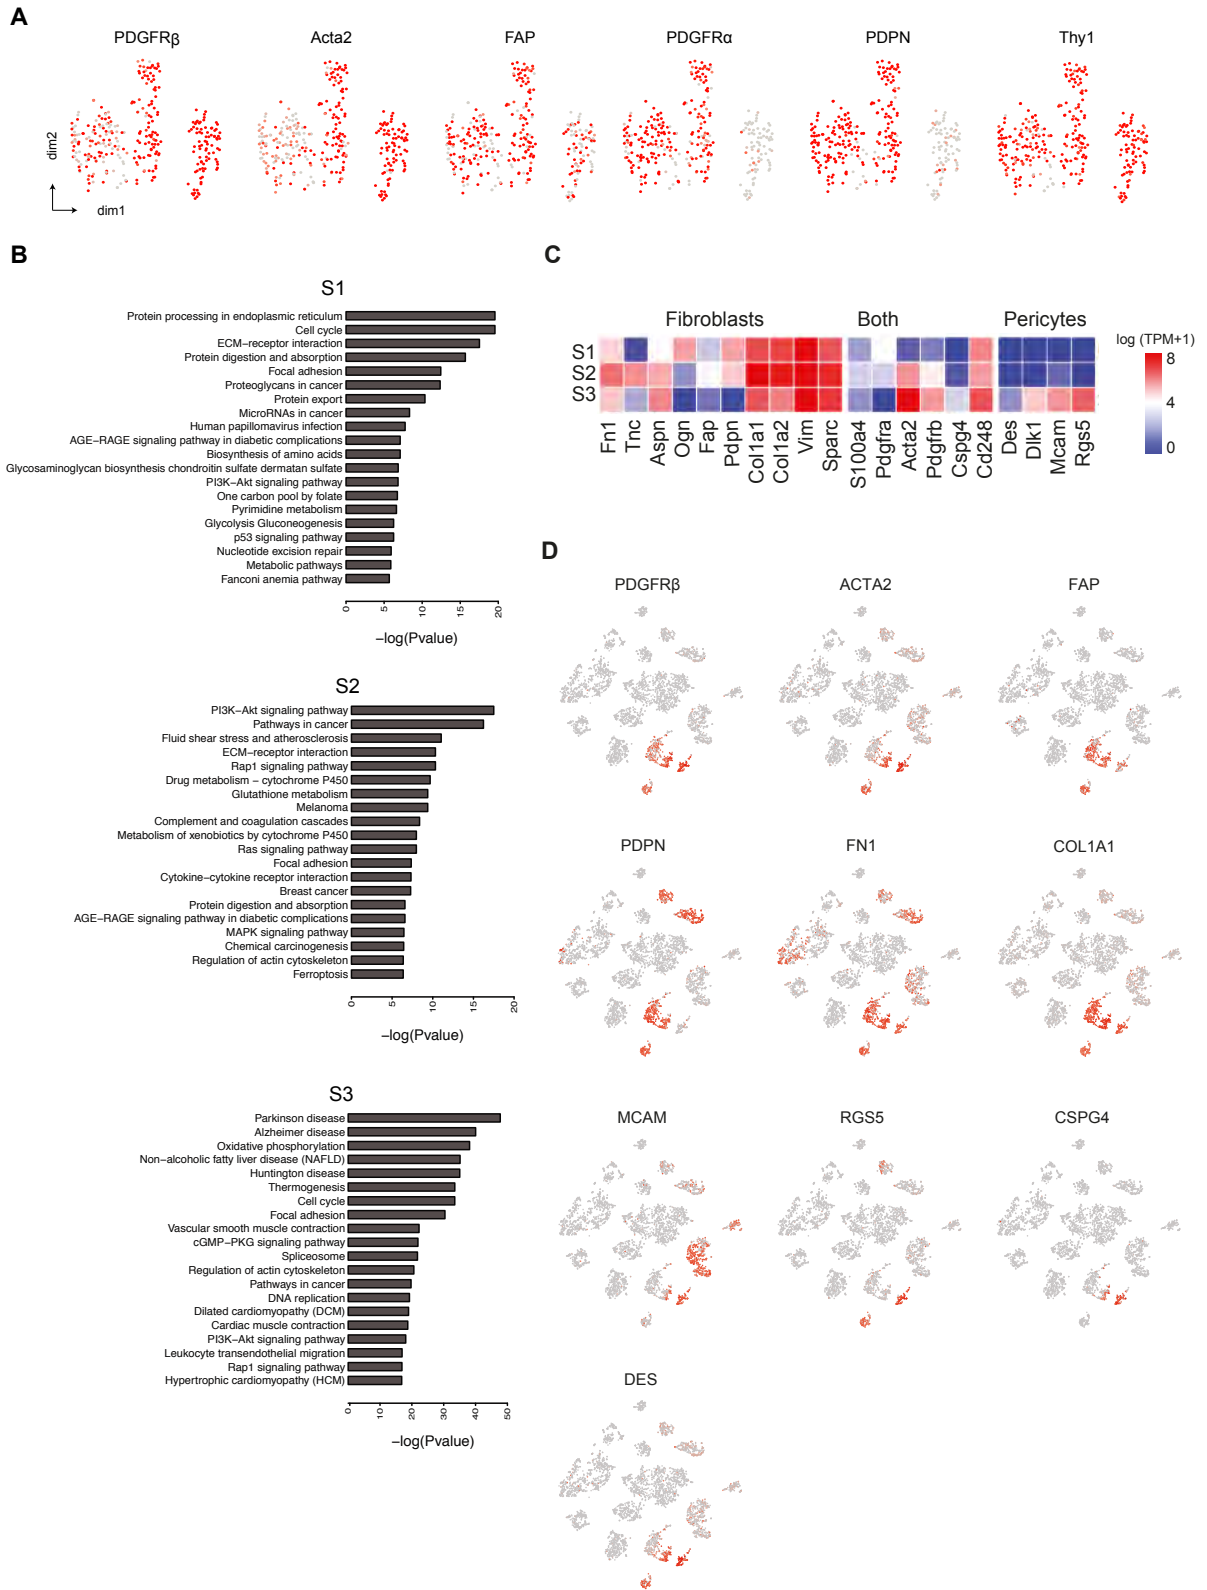 A
PDGFRβ Acta2 FAP PDGFRα PDPN Thy1
dim2
dim1
B
S1
Protein processing in endoplasmic reticulum
Cell cycle
ECM−receptor interaction
Protein digestion and absorption
Focal adhesion
Proteoglycans in cancer
Protein export
MicroRNAs in cancer
Human papillomavirus infection
AGE−RAGE signaling pathway in diabetic complications
Biosynthesis of amino acids
Glycosaminoglycan biosynthesis chondroitin sulfate dermatan sulfate
PI3K−Akt signaling pathway
One carbon pool by folate
Pyrimidine metabolism
Glycolysis Gluconeogenesis
p53 signaling pathway
Nucleotide excision repair
Metabolic pathways
Fanconi anemia pathway
0 5 10 15 20
−log(Pvalue)
S2
PI3K−Akt signaling pathway
Pathways in cancer
Fluid shear stress and atherosclerosis
ECM−receptor interaction
Rap1 signaling pathway
Drug metabolism − cytochrome P450
Glutathione metabolism
Melanoma
Complement and coagulation cascades
Metabolism of xenobiotics by cytochrome P450
Ras signaling pathway
Focal adhesion
Cytokine−cytokine receptor interaction
Breast cancer
Protein digestion and absorption
AGE−RAGE signaling pathway in diabetic complications
MAPK signaling pathway
Chemical carcinogenesis
Regulation of actin cytoskeleton
Ferroptosis
0 5 10 15 20
−log(Pvalue)
S3
Parkinson disease
Alzheimer disease
Oxidative phosphorylation
Non−alcoholic fatty liver disease (NAFLD)
Huntington disease
Thermogenesis
Cell cycle
Focal adhesion
Vascular smooth muscle contraction
cGMP−PKG signaling pathway
Spliceosome
Regulation of actin cytoskeleton
Pathways in cancer
DNA replication
Dilated cardiomyopathy (DCM)
Cardiac muscle contraction
PI3K−Akt signaling pathway
Leukocyte transendothelial migration
Rap1 signaling pathway
Hypertrophic cardiomyopathy (HCM)
0 10 20 30 40 50
−log(Pvalue)
C
Fibroblasts Both Pericytes
S1
S2
S3
Fn1 Tnc Aspn Ogn Fap Pdpn Col1a1 Col1a2 Vim Sparc S100a4 Pdgfra Acta2 Pdgfrb Cspg4 Cd248 Des Dlk1 Mcam Rgs5
log (TPM+1)
8
4
0
D
PDGFRβ ACTA2 FAP
PDPN FN1 COL1A1
MCAM RGS5 CSPG4
DES